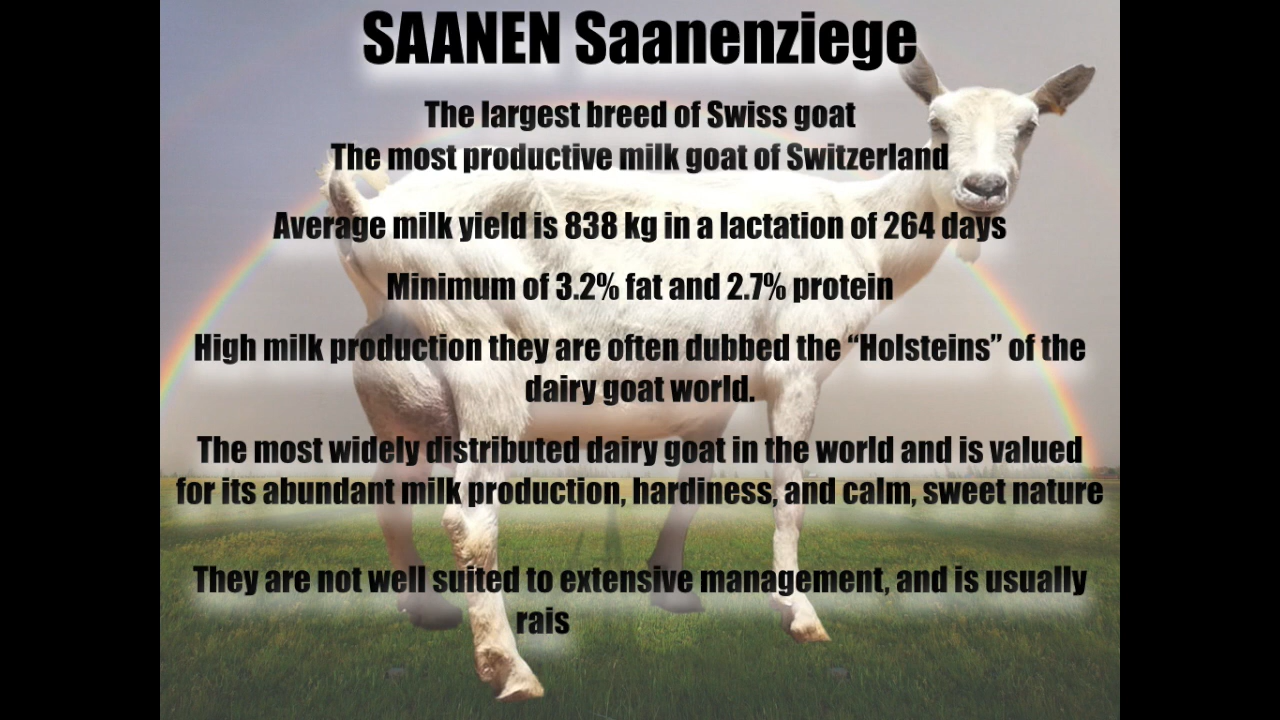 SAANEN Saanenziege
The largest breed of Swiss goat
The most productive milk goat of Switzerland
Average milk yield is 838 kg in a lactation of 264 days
Minimum of 3.2% fat and 2.7% protein
High milk production they are often dubbed the “Holsteins” of the
dairy goat world.
The most widely distributed dairy goat in the world and is valued
for its abundant milk production, hardiness, and calm, sweet nature
They are not well suited to extensive management, and is usually
rais